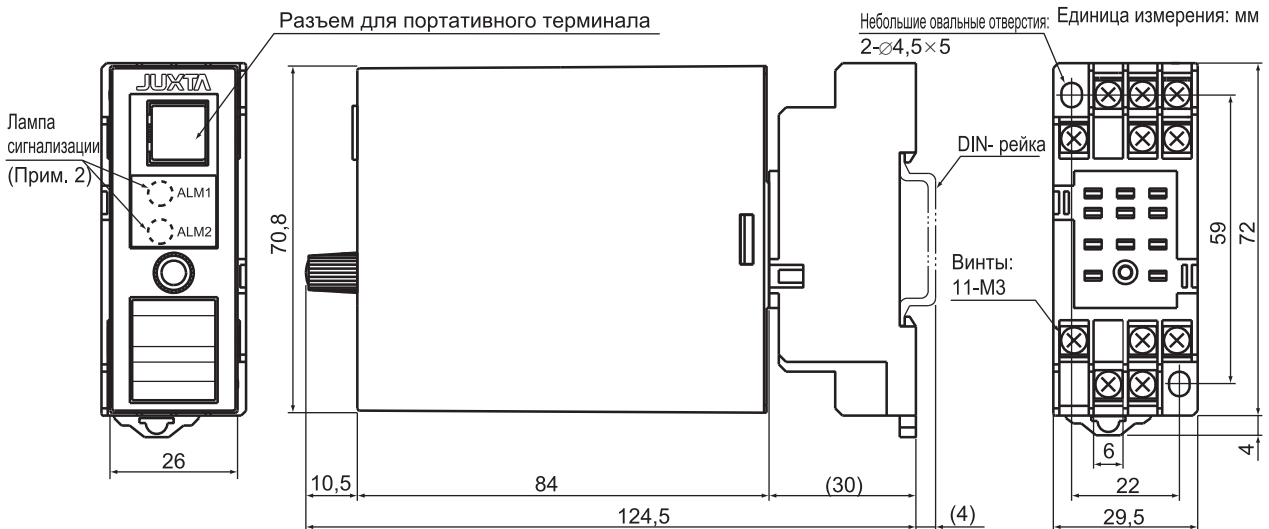 Разъем для портативного терминала
Небольшие овальные отверстия:
2-⌀4,5×5
Единица измерения: мм
JUXTA
Лампа
сигнализации
(Прим. 2)
ALM1
ALM2
70,8
DIN- рейка
Винты:
11-М3
59
72
26
10,5
84
(30)
124,5
(4)
6
22
29,5
4